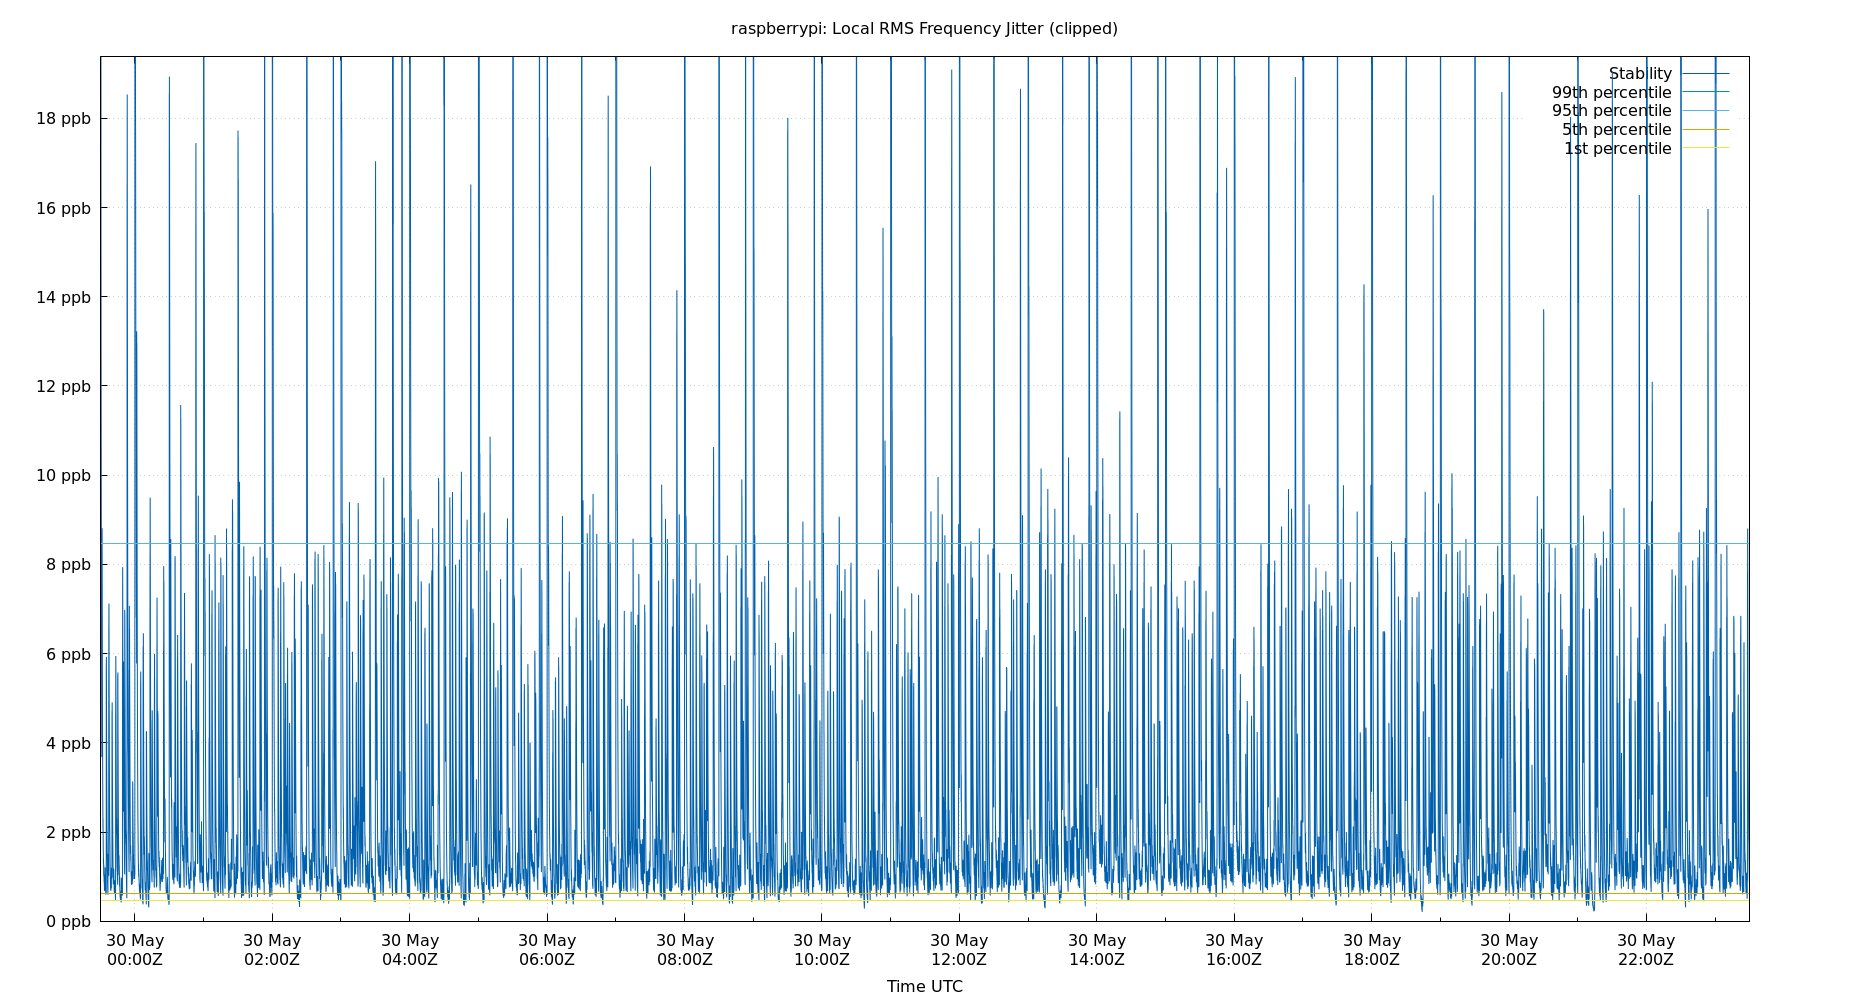 raspberrypi: Local RMS Frequency Jitter (clipped)
Stability
99th percentile
95th percentile
5th percentile
1st percentile
18 ppb
16 ppb
14 ppb
12 ppb
10 ppb
8 ppb
6 ppb
4 ppb
2 ppb
0 ppb
30 May 30 May 30 May 30 May 30 May 30 May 30 May 30 May 30 May 30 May 30 May 30 May
00:00Z 02:00Z 04:00Z 06:00Z 08:00Z 10:00Z 12:00Z 14:00Z 16:00Z 18:00Z 20:00Z 22:00Z
Time UTC